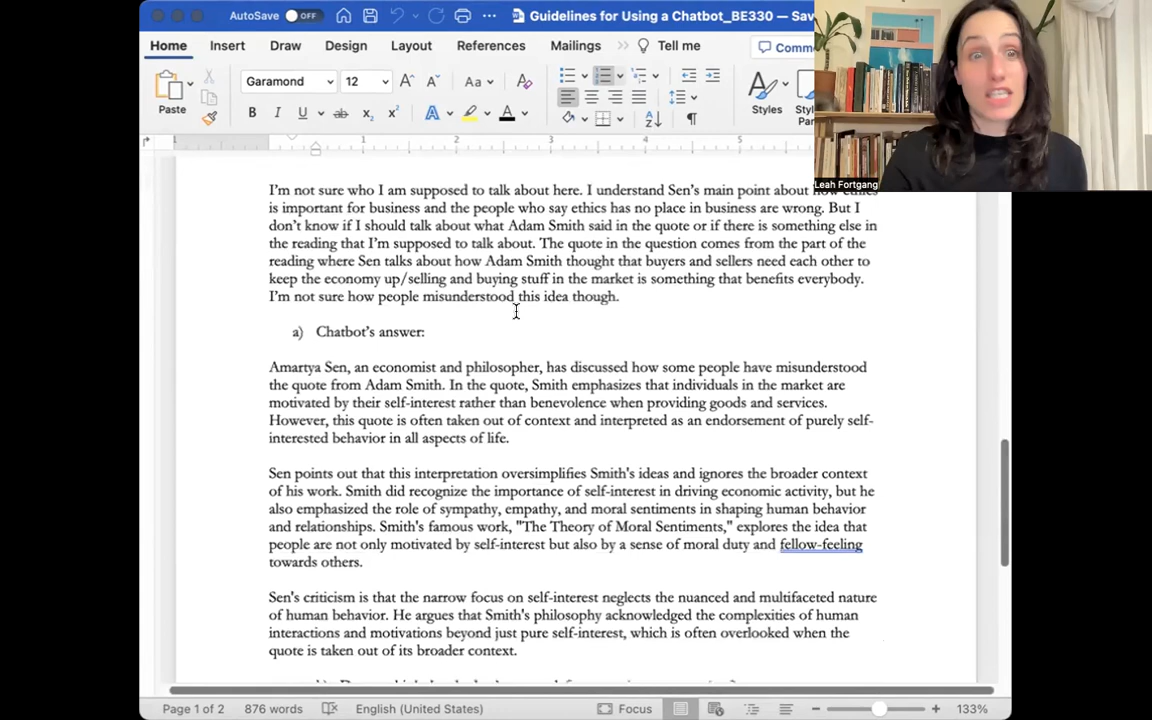 AutoSave OFF Guidelines for Using a Chatbot_BE330 — Sav
Home Insert Draw Design Layout References Mailings Tell me Comm
Paste Garamond 12 Styles
1 1 2 3 4 5
Leah Fortgang
I'm not sure who I am supposed to talk about here. I understand Sen's main point about how ethics
is important for business and the people who say ethics has no place in business are wrong. But I
don't know if I should talk about what Adam Smith said in the quote or if there is something else in
the reading that I'm supposed to talk about. The quote in the question comes from the part of the
reading where Sen talks about how Adam Smith thought that buyers and sellers need each other to
keep the economy up/selling and buying stuff in the market is something that benefits everybody.
I'm not sure how people misunderstood this idea though.
a) Chatbot's answer:
Amartya Sen, an economist and philosopher, has discussed how some people have misunderstood
the quote from Adam Smith. In the quote, Smith emphasizes that individuals in the market are
motivated by their self-interest rather than benevolence when providing goods and services.
However, this quote is often taken out of context and interpreted as an endorsement of purely self-
interested behavior in all aspects of life.
Sen points out that this interpretation oversimplifies Smith's ideas and ignores the broader context
of his work. Smith did recognize the importance of self-interest in driving economic activity, but he
also emphasized the role of sympathy, empathy, and moral sentiments in shaping human behavior
and relationships. Smith's famous work, "The Theory of Moral Sentiments," explores the idea that
people are not only motivated by self-interest but also by a sense of moral duty and fellow-feeling
towards others.
Sen's criticism is that the narrow focus on self-interest neglects the nuanced and multifaceted nature
of human behavior. He argues that Smith's philosophy acknowledged the complexities of human
interactions and motivations beyond just pure self-interest, which is often overlooked when the
quote is taken out of its broader context.
Page 1 of 2 876 words English (United States) Focus 133%